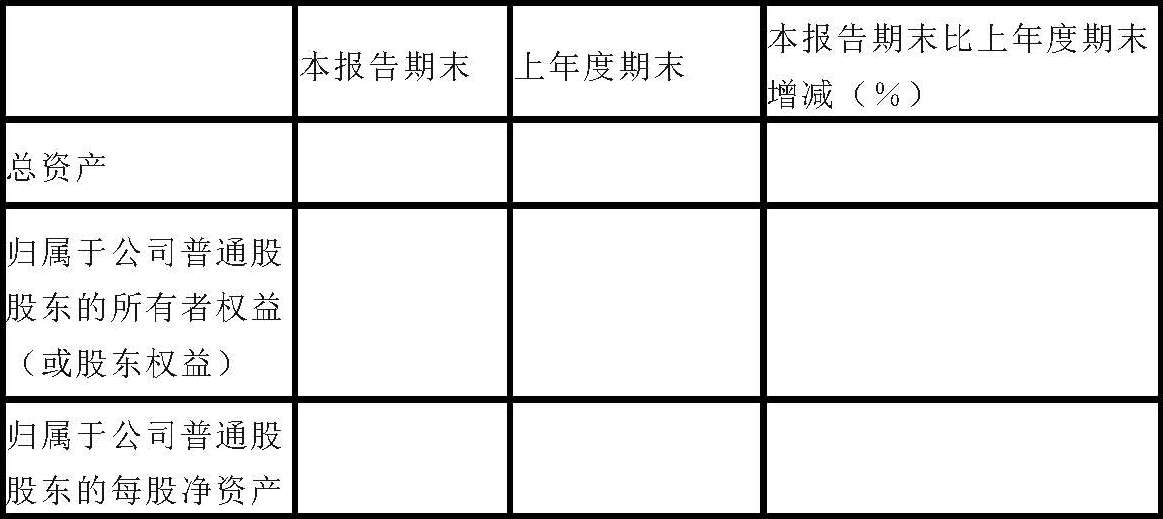 本报告期末
上年度期末
本报告期末比上年度期末
增减（%）
总资产
归属于公司普通股
股东的所有者权益
（或股东权益）
归属于公司普通股
股东的每股净资产